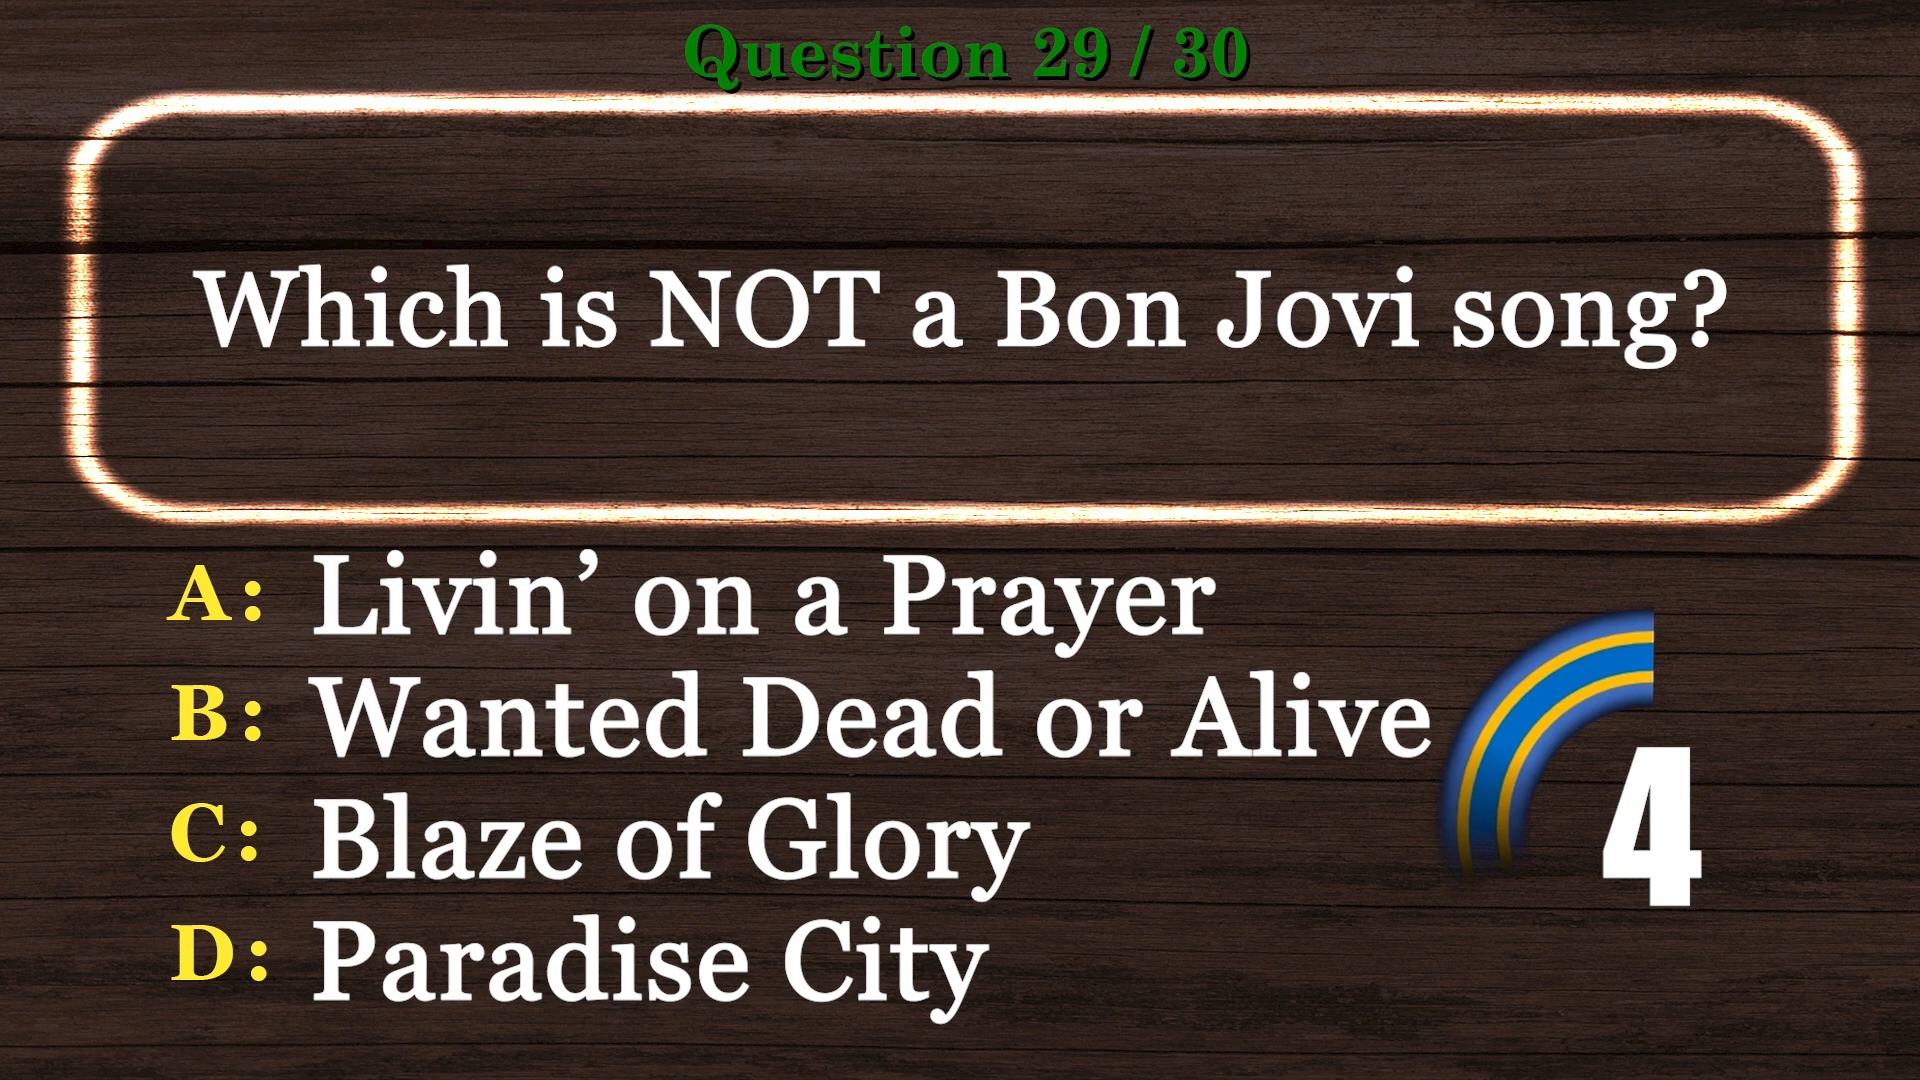 Question 29 / 30
Which is NOT a Bon Jovi song?
A: Livin’ on a Prayer
B: Wanted Dead or Alive
C: Blaze of Glory
D: Paradise City
4